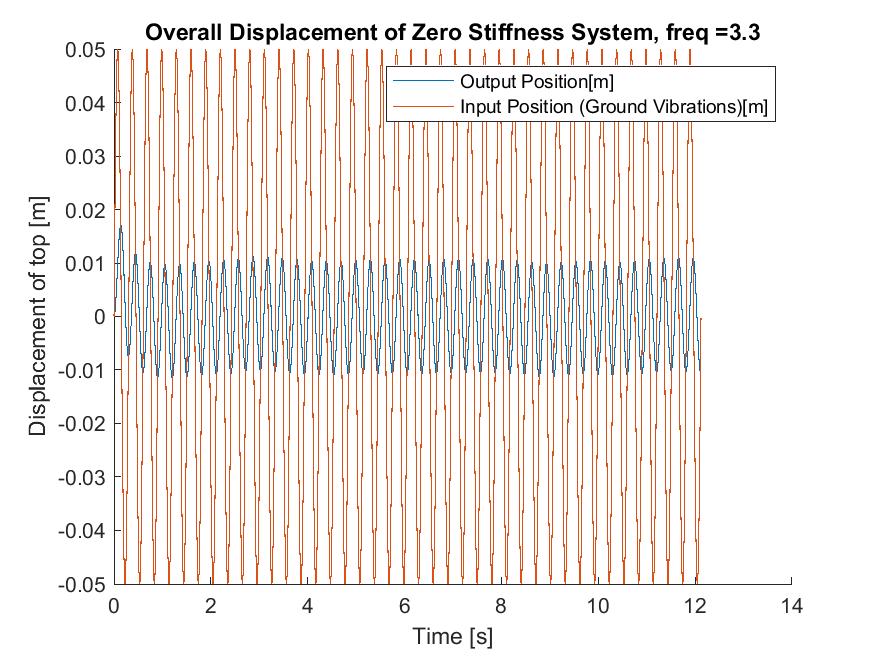 Overall Displacement of Zero Stiffness System, freq =3.3
0.05
0.04
0.03
0.02
0.01
0
-0.01
-0.02
-0.03
-0.04
-0.05
Displacement of top [m]
Output Position[m]
Input Position (Ground Vibrations)[m]
0 2 4 6 8 10 12 14
Time [s]